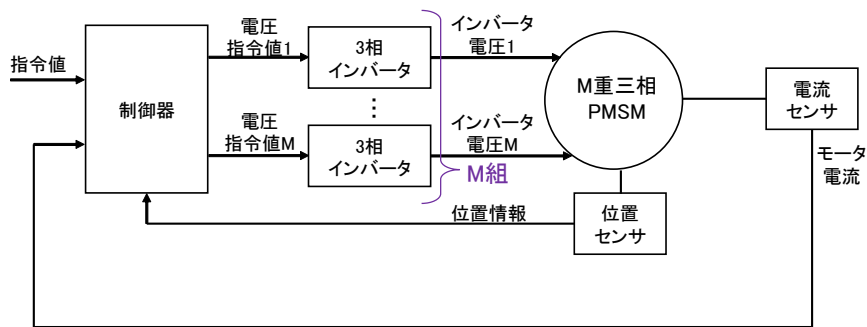 指令値
制御器
電圧
指令値1
3相
インバータ
インバータ
電圧1
⋮
電圧
指令値M
3相
インバータ
インバータ
電圧M
M組
M重三相
PMSM
電流
センサ
モータ
電流
位置情報
位置
センサ